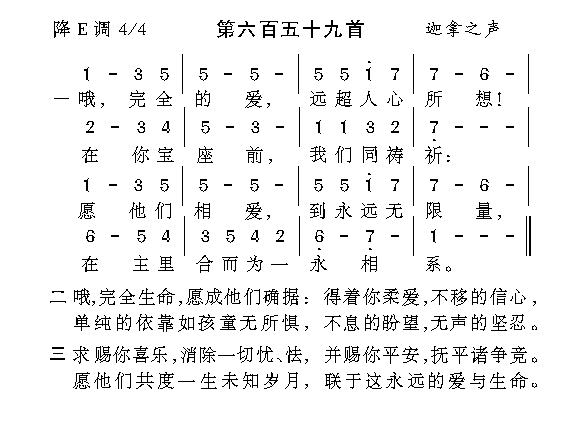 降E调 4/4 第六百五十九首 迦拿之声
1 - 3 5 | 5 - 5 - | 5 5 i̇ 7 | 7 - 6 - |
一哦，完全的爱，远超人心所想！
2 - 3 4 | 5 - 3 - | 1 1 3 2 | 7̣ - - - |
在你宝座前，我们同祷祈：
1 - 3 5 | 5 - 5 - | 5 5 i̇ 7 | 7 - 6 - |
愿他们相爱，到永远无限量，
6 - 5 4 | 3 5 4 2 | 6̣ - 7̣ - | 1 - - - ‖
在主里合而为一永相系。
二哦,完全生命,愿成他们确据：得着你柔爱,不移的信心，
单纯的依靠如孩童无所惧，不息的盼望,无声的坚忍。
三求赐你喜乐,消除一切忧、怯，并赐你平安,抚平诸争竞。
愿他们共度一生未知岁月，联于这永远的爱与生命。